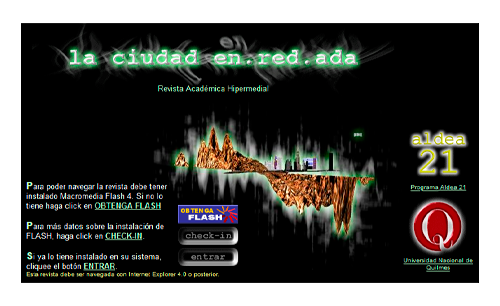 la ciudad en.red.ada
Revista Académica Hipermedial
aldea
21
Programa Aldea 21
Para poder navegar la revista debe tener
instalado Macromedia Flash 4. Si no lo
tiene haga click en OBTENGA FLASH
OBTENGA
FLASH
Para más datos sobre la instalación de
FLASH, haga click en CHECK-IN.
check-in
Si ya lo tiene instalado en su sistema,
cliquee el botón ENTRAR.
entrar
Esta revista debe ser navegada con Internet Explorer 4.0 o posterior.
Q
Universidad Nacional de
Quilmes